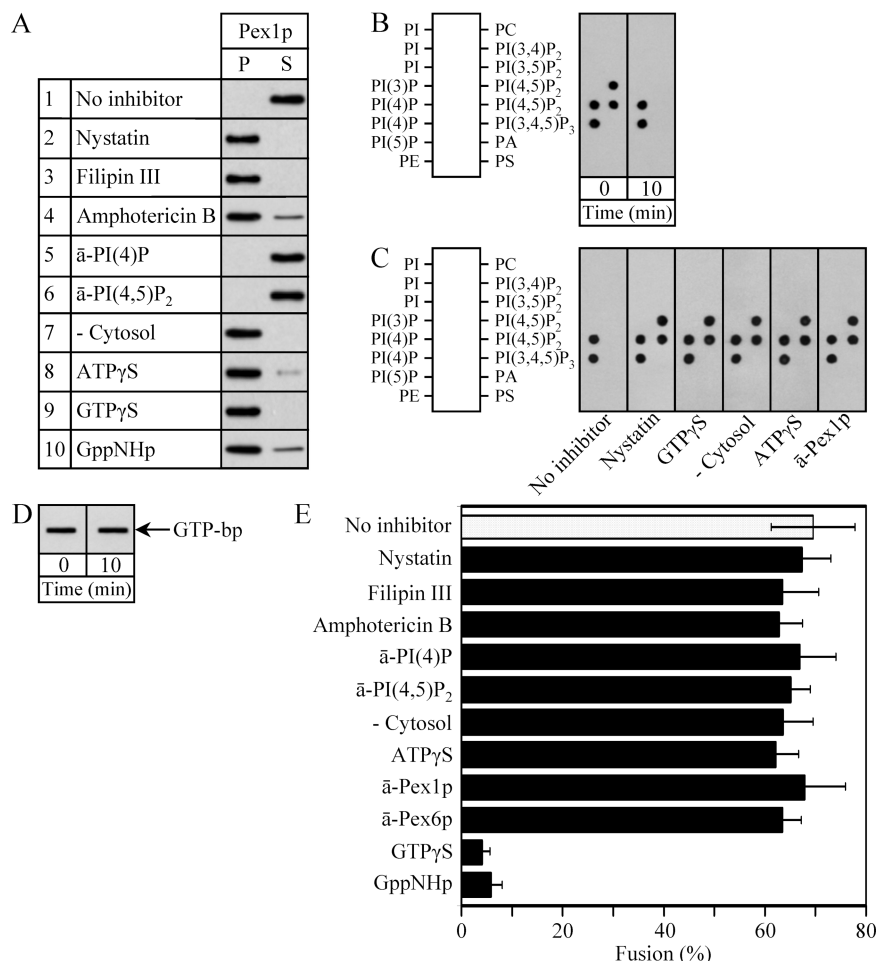 A
Pex1p
P S
1 No inhibitor
2 Nystatin
3 Filipin III
4 Amphotericin B
5 ā-PI(4)P
6 ā-PI(4,5)P2
7 - Cytosol
8 ATPγS
9 GTPγS
10 GppNHp
B
PI PC
PI PI(3,4)P2
PI PI(3,5)P2
PI(3)P PI(4,5)P2
PI(4)P PI(4,5)P2
PI(4)P PI(3,4,5)P3
PI(5)P PA
PE PS
0 10
Time (min)
C
PI PC
PI PI(3,4)P2
PI PI(3,5)P2
PI(3)P PI(4,5)P2
PI(4)P PI(4,5)P2
PI(4)P PI(3,4,5)P3
PI(5)P PA
PE PS
No inhibitor
Nystatin
GTPγS
- Cytosol
ATPγS
ā-Pex1p
D
GTP-bp
0 10
Time (min)
E
No inhibitor
Nystatin
Filipin III
Amphotericin B
ā-PI(4)P
ā-PI(4,5)P2
- Cytosol
ATPγS
ā-Pex1p
ā-Pex6p
GTPγS
GppNHp
0 20 40 60 80
Fusion (%)